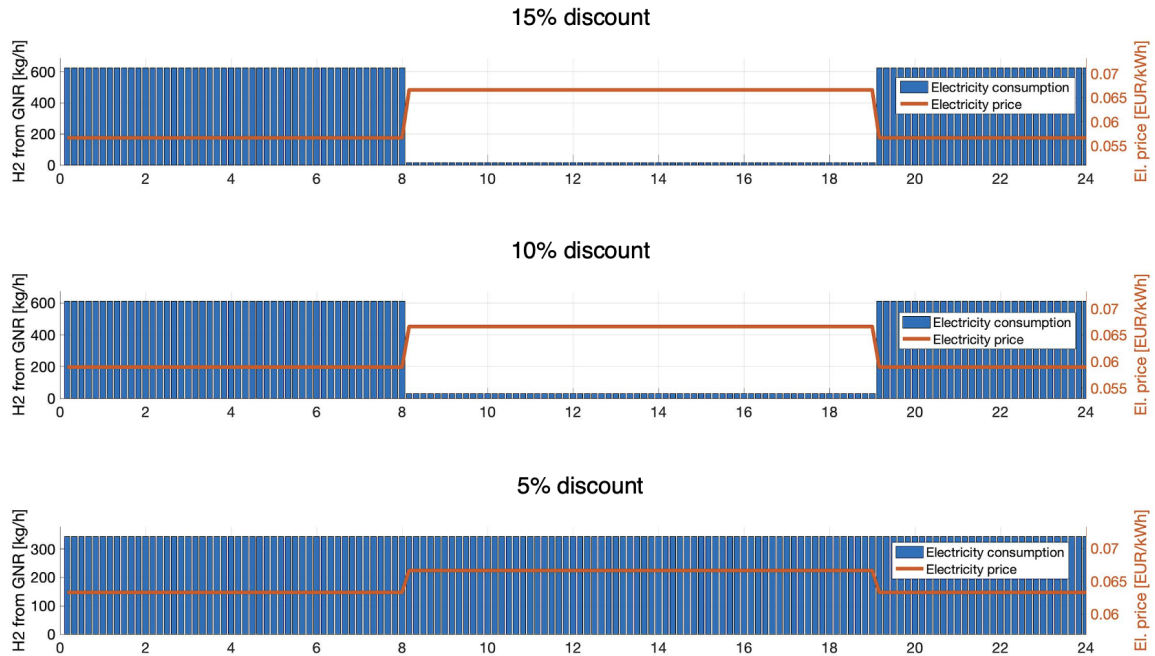 15% discount
H2 from GNR [kg/h]
600
400
200
0
0 2 4 6 8 10 12 14 16 18 20 22 24
0.07
0.065
0.06
0.055
El. price [EUR/kWh]
Electricity consumption
Electricity price
10% discount
H2 from GNR [kg/h]
600
400
200
0
0 2 4 6 8 10 12 14 16 18 20 22 24
0.07
0.065
0.06
0.055
El. price [EUR/kWh]
Electricity consumption
Electricity price
5% discount
H2 from GNR [kg/h]
300
200
100
0
0 2 4 6 8 10 12 14 16 18 20 22 24
0.07
0.065
0.06
El. price [EUR/kWh]
Electricity consumption
Electricity price